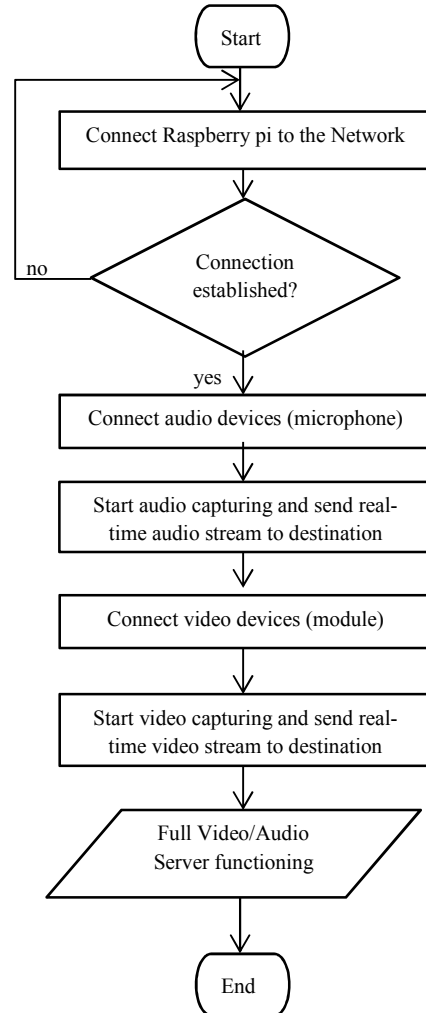 Start
Connect Raspberry pi to the Network
Connection
established?
no
yes
Connect audio devices (microphone)
Start audio capturing and send real-
time audio stream to destination
Connect video devices (module)
Start video capturing and send real-
time video stream to destination
Full Video/Audio
Server functioning
End